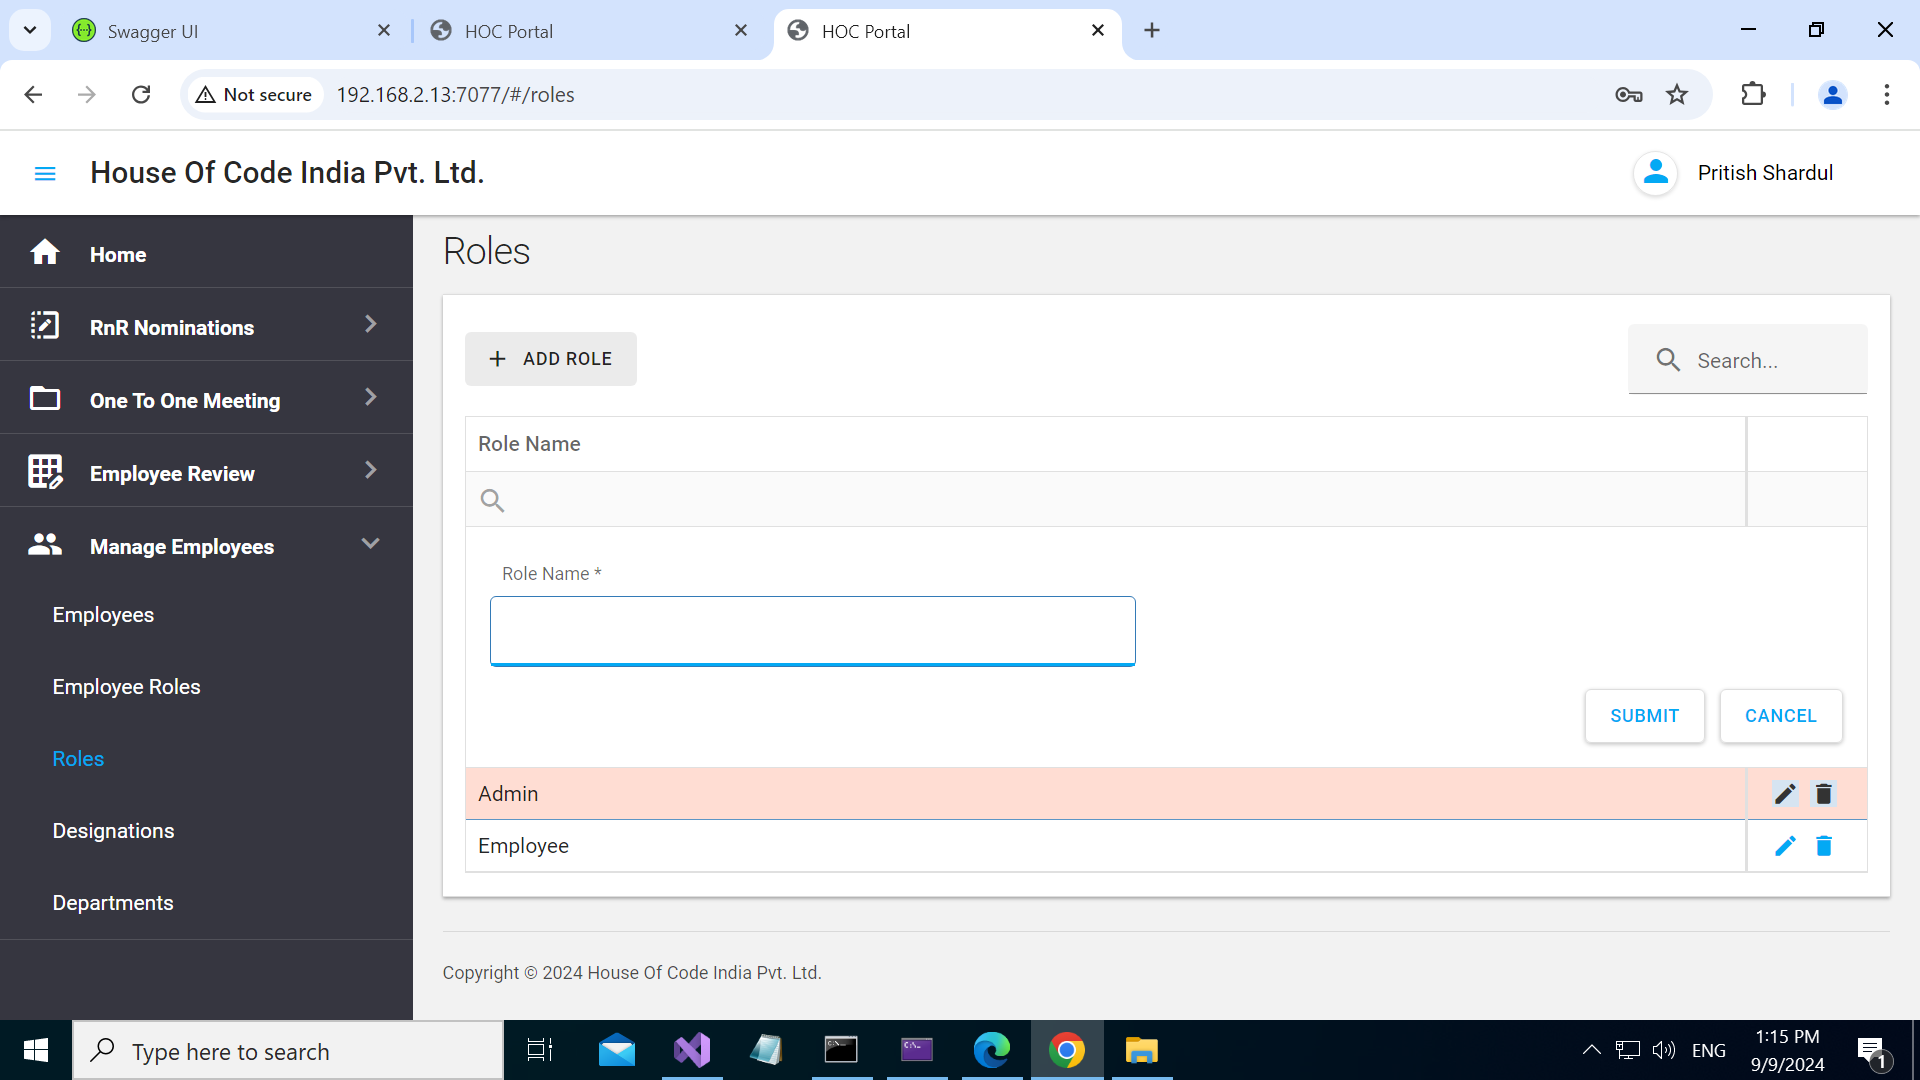 Swagger UI
HOC Portal
HOC Portal
Not secure
192.168.2.13:7077/#/roles
House Of Code India Pvt. Ltd.
Pritish Shardul
Home
RnR Nominations
One To One Meeting
Employee Review
Manage Employees
Employees
Employee Roles
Roles
Designations
Departments
Roles
ADD ROLE
Search...
Role Name
Role Name *
SUBMIT
CANCEL
Admin
Employee
Copyright © 2024 House Of Code India Pvt. Ltd.
Type here to search
ENG
1:15 PM
9/9/2024
1